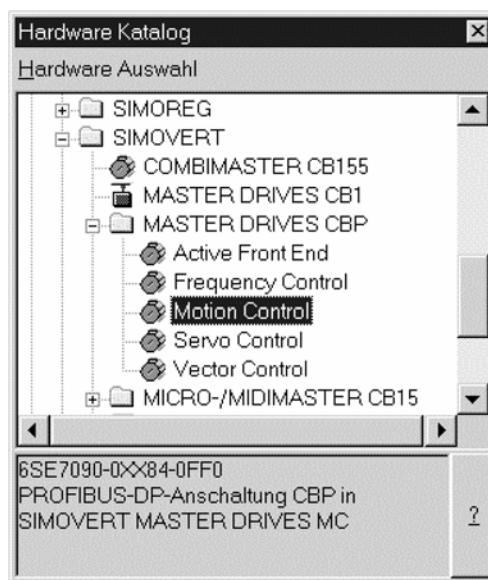 Hardware Katalog
Hardware Auswahl
SIMOREG
SIMOVERT
COMBIMASTER CB155
MASTER DRIVES CB1
MASTER DRIVES CBP
Active Front End
Frequency Control
Motion Control
Servo Control
Vector Control
MICRO-/MIDIMASTER CB15
6SE7090-0XX84-0FF0
PROFIBUS-DP-Anschaltung CBP in
SIMOVERT MASTER DRIVES MC
?